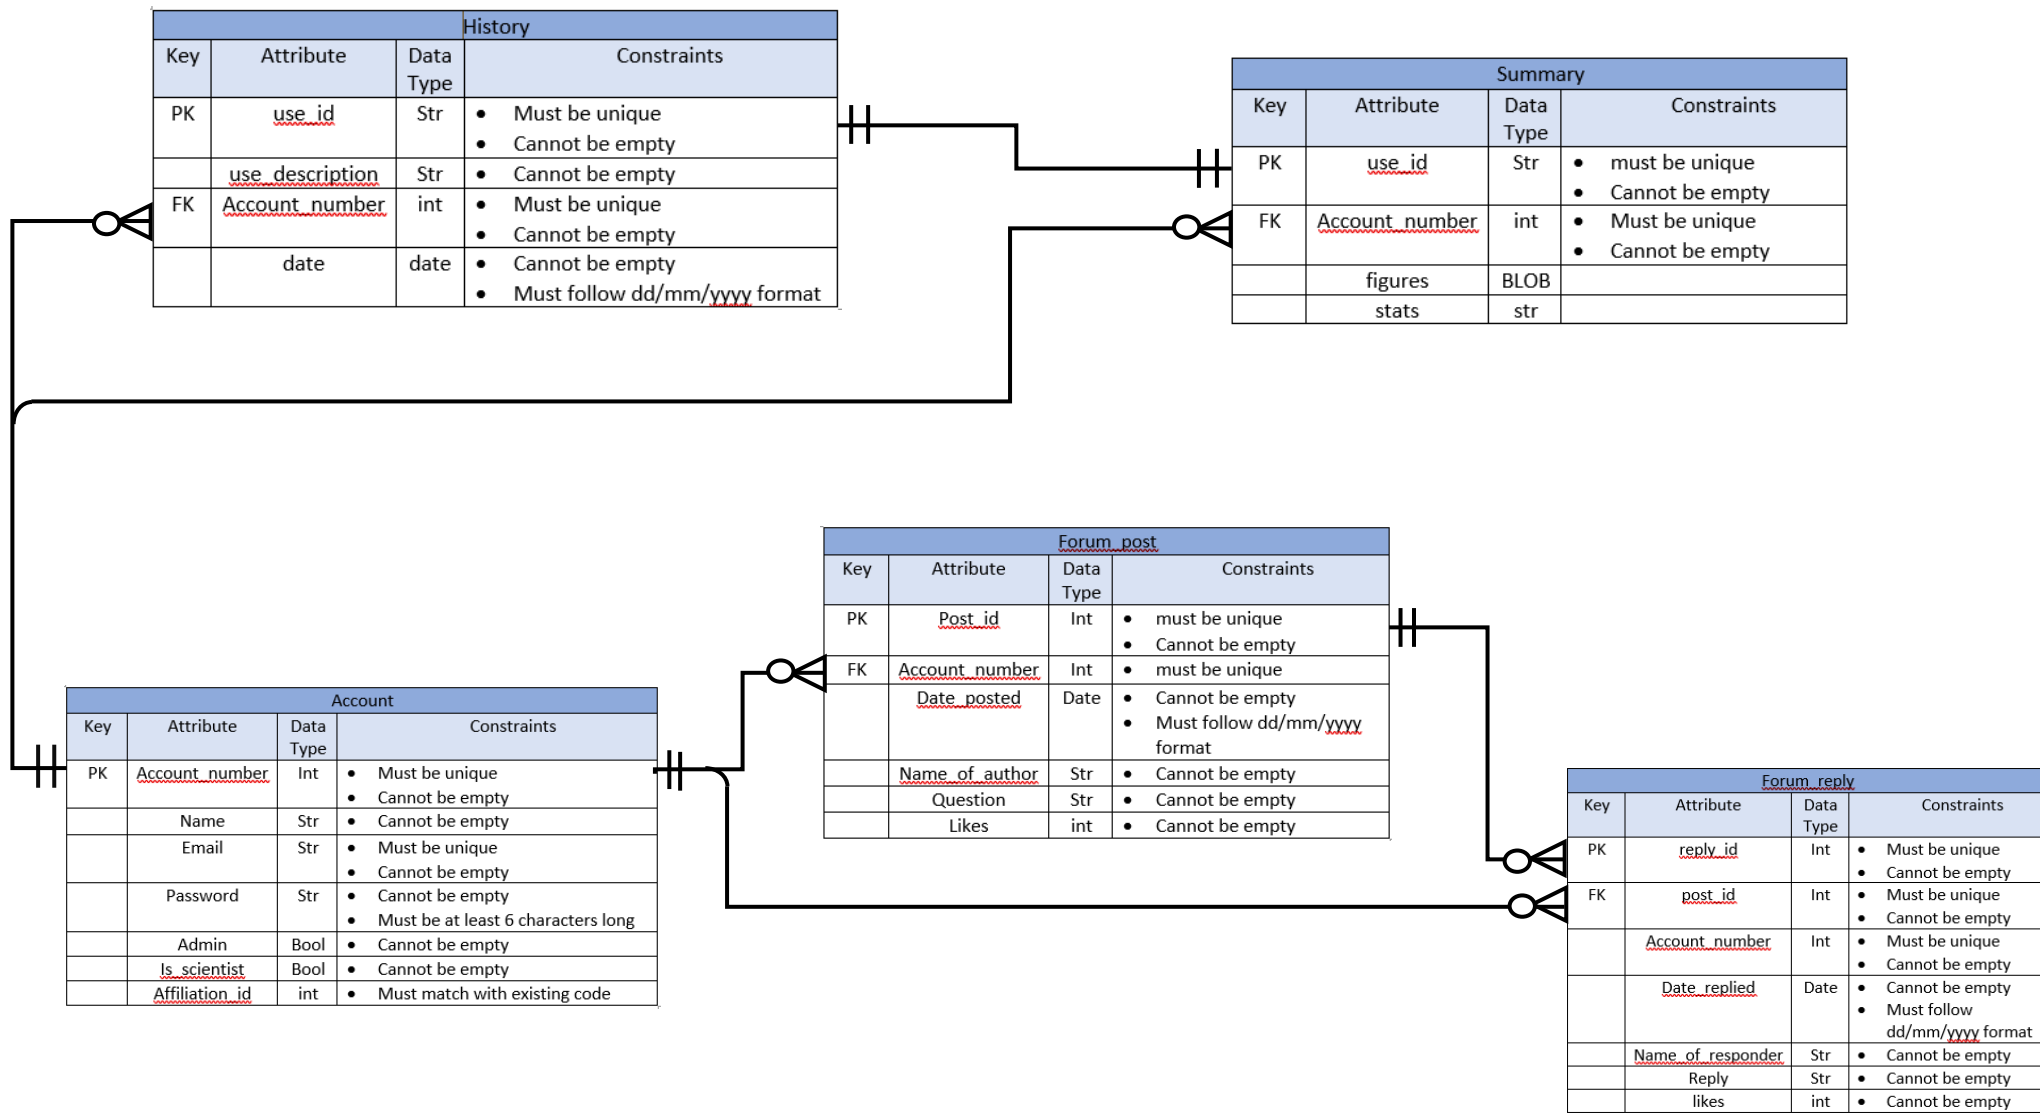 History
Key Attribute Data Type Constraints
PK use_id Str • Must be unique
• Cannot be empty
use_description Str • Cannot be empty
FK Account_number int • Must be unique
• Cannot be empty
date date • Cannot be empty
• Must follow dd/mm/yyyy format
Summary
Key Attribute Data Type Constraints
PK use_id Str • must be unique
• Cannot be empty
FK Account_number int • Must be unique
• Cannot be empty
figures BLOB
stats str
Forum_post
Key Attribute Data Type Constraints
PK Post_id Int • must be unique
• Cannot be empty
FK Account_number Int • must be unique
Date_posted Date • Cannot be empty
• Must follow dd/mm/yyyy
format
Name_of_author Str • Cannot be empty
Question Str • Cannot be empty
Likes int • Cannot be empty
Account
Key Attribute Data Type Constraints
PK Account_number Int • Must be unique
• Cannot be empty
Name Str • Cannot be empty
Email Str • Must be unique
• Cannot be empty
Password Str • Cannot be empty
• Must be at least 6 characters long
Admin Bool • Cannot be empty
Is_scientist Bool • Cannot be empty
Affiliation_id int • Must match with existing code
Forum_reply
Key Attribute Data Type Constraints
PK reply_id Int • Must be unique
• Cannot be empty
FK post_id Int • Must be unique
• Cannot be empty
Account_number Int • Must be unique
• Cannot be empty
Date_replied Date • Cannot be empty
• Must follow
dd/mm/yyyy format
Name_of_responder Str • Cannot be empty
Reply Str • Cannot be empty
likes int • Cannot be empty